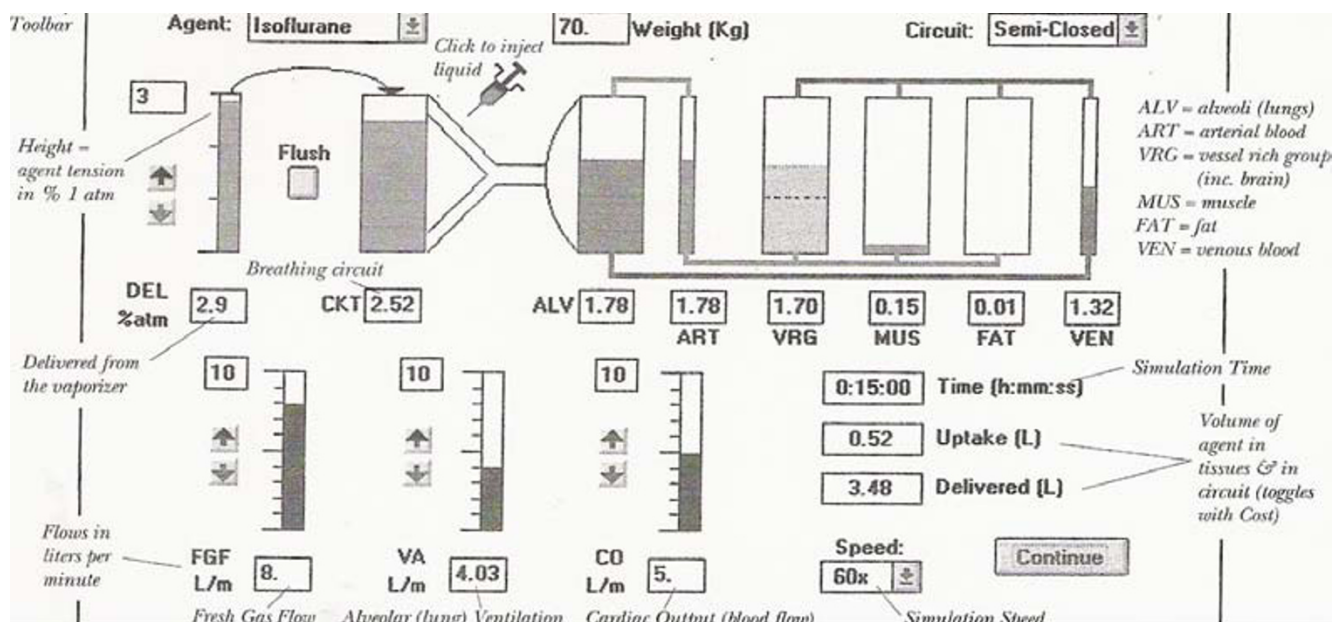 Toolbar
Agent: Isoflurane
70. Weight (Kg)
Circuit: Semi-Closed
Click to inject
liquid
3
Height =
agent tension
in % 1 atm
Flush
ALV = alveoli (lungs)
ART = arterial blood
VRG = vessel rich group
(inc. brain)
MUS = muscle
FAT = fat
VEN = venous blood
Breathing circuit
DEL
%atm
2.9
CKT 2.52
ALV 1.78
1.78
1.70
0.15
0.01
1.32
ART
VRG
MUS
FAT
VEN
Delivered from
the vaporizer
10
10
10
0:15:00 Time (h:mm:ss)
Simulation Time
0.52 Uptake (L)
3.48 Delivered (L)
Volume of
agent in
tissues & in
circuit (toggles
with Cost)
Flows in
liters per
minute
FGF
L/m
8.
VA
L/m
4.03
CO
L/m
5.
Speed:
60x
Continue
Fresh Gas Flow
Alveolar (lung) Ventilation
Cardiac Output (blood flow)
Simulation Speed